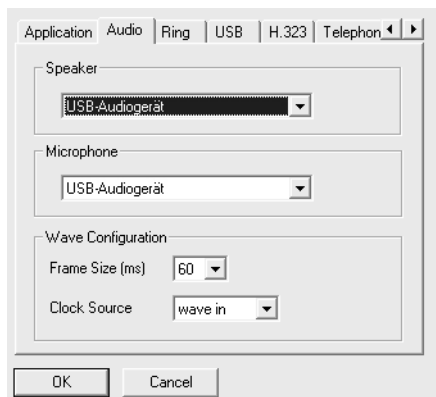 Application Audio Ring USB H.323 Telephon
Speaker
USB-Audiogerät
Microphone
USB-Audiogerät
Wave Configuration
Frame Size (ms) 60
Clock Source wave in
OK Cancel